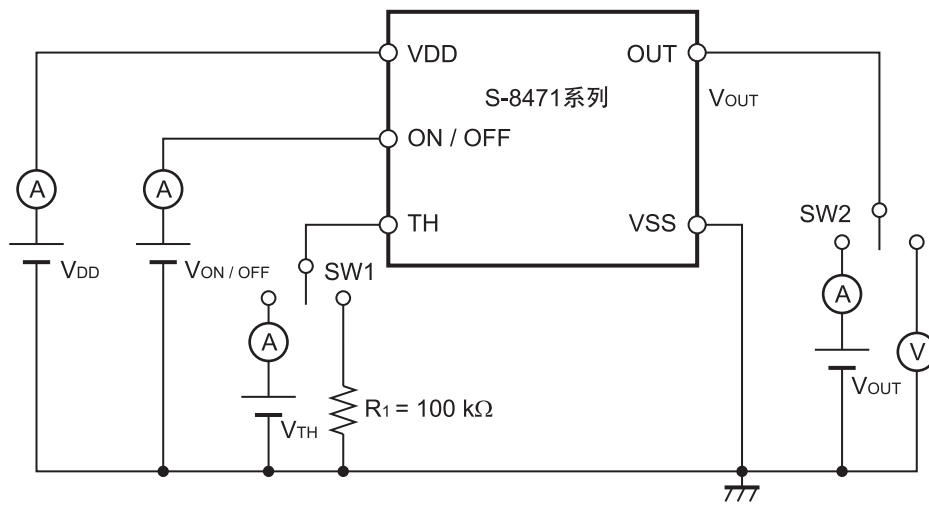 VDD
OUT
S-8471系列
VOUT
ON / OFF
A
A
TH
VSS
SW2
VDD
VON / OFF
SW1
A
A
V
VTH
R1 = 100 kΩ
VOUT